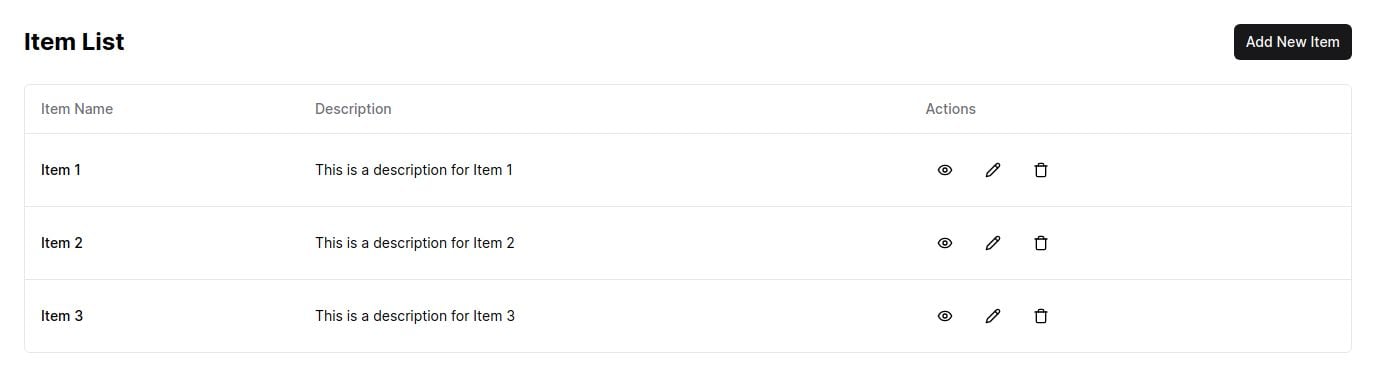 Item List
Add New Item
Item Name Description Actions
Item 1 This is a description for Item 1
Item 2 This is a description for Item 2
Item 3 This is a description for Item 3